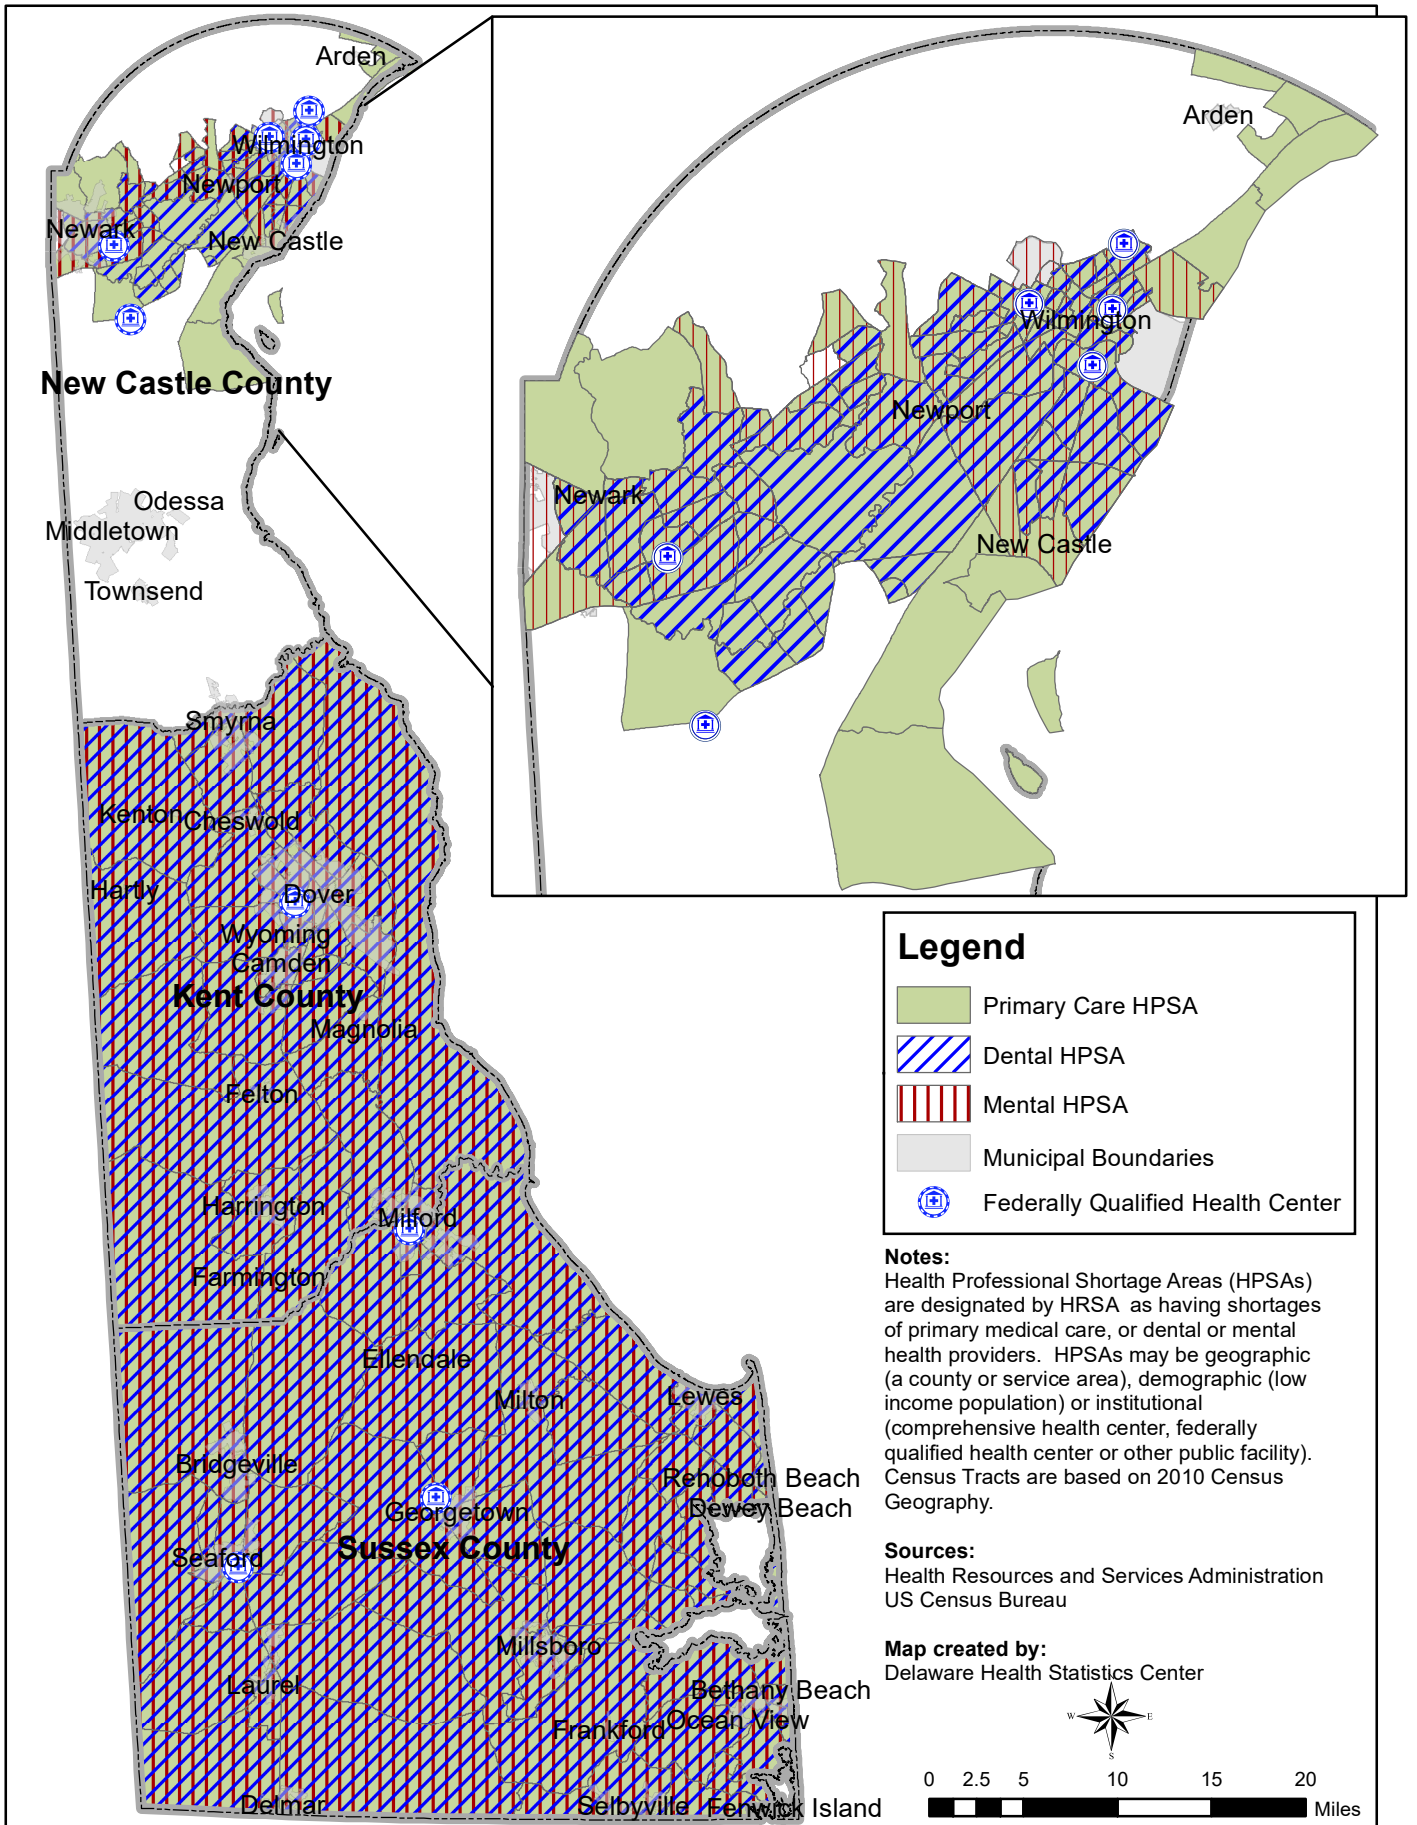 Arden
Wilmington
Newport
Newark
New Castle
New Castle County
Odessa
Middletown
Townsend
Smyrna
Kenton
Cheswold
Hartly
Dover
Wyoming
Camden
Kent County
Magnolia
Felton
Harrington
Milford
Farmington
Ellendale
Milton
Lewes
Bridgeville
Rehoboth Beach
Dewey Beach
Georgetown
Sussex County
Seaford
Millsboro
Laurel
Bethany Beach
Ocean View
Frankford
Delmar
Selbyville
Fenwick Island
Arden
Wilmington
Newport
Newark
New Castle
Legend
Primary Care HPSA
Dental HPSA
Mental HPSA
Municipal Boundaries
Federally Qualified Health Center
Notes:
Health Professional Shortage Areas (HPSAs)
are designated by HRSA as having shortages
of primary medical care, or dental or mental
health providers. HPSAs may be geographic
(a county or service area), demographic (low
income population) or institutional
(comprehensive health center, federally
qualified health center or other public facility).
Census Tracts are based on 2010 Census
Geography.
Sources:
Health Resources and Services Administration
US Census Bureau
Map created by:
Delaware Health Statistics Center
N
W E
S
0 2.5 5 10 15 20
Miles